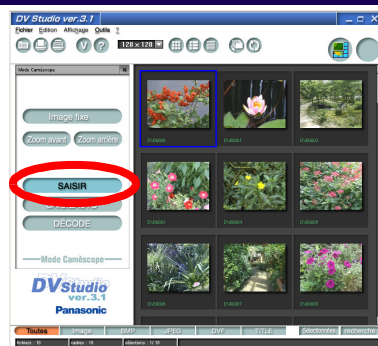 DV Studio ver.3.1
Fichier Edition Affichage Outils ?
128 x 128
Mode Caméscope
Image fixe
Zoom avant Zoom arrière
SAISIR
DÉCODE
Mode Caméscope
DVStudio
ver.3.1
Panasonic
Toutes Image BMP JPEG DVF TITLE Sélectionnées recherche